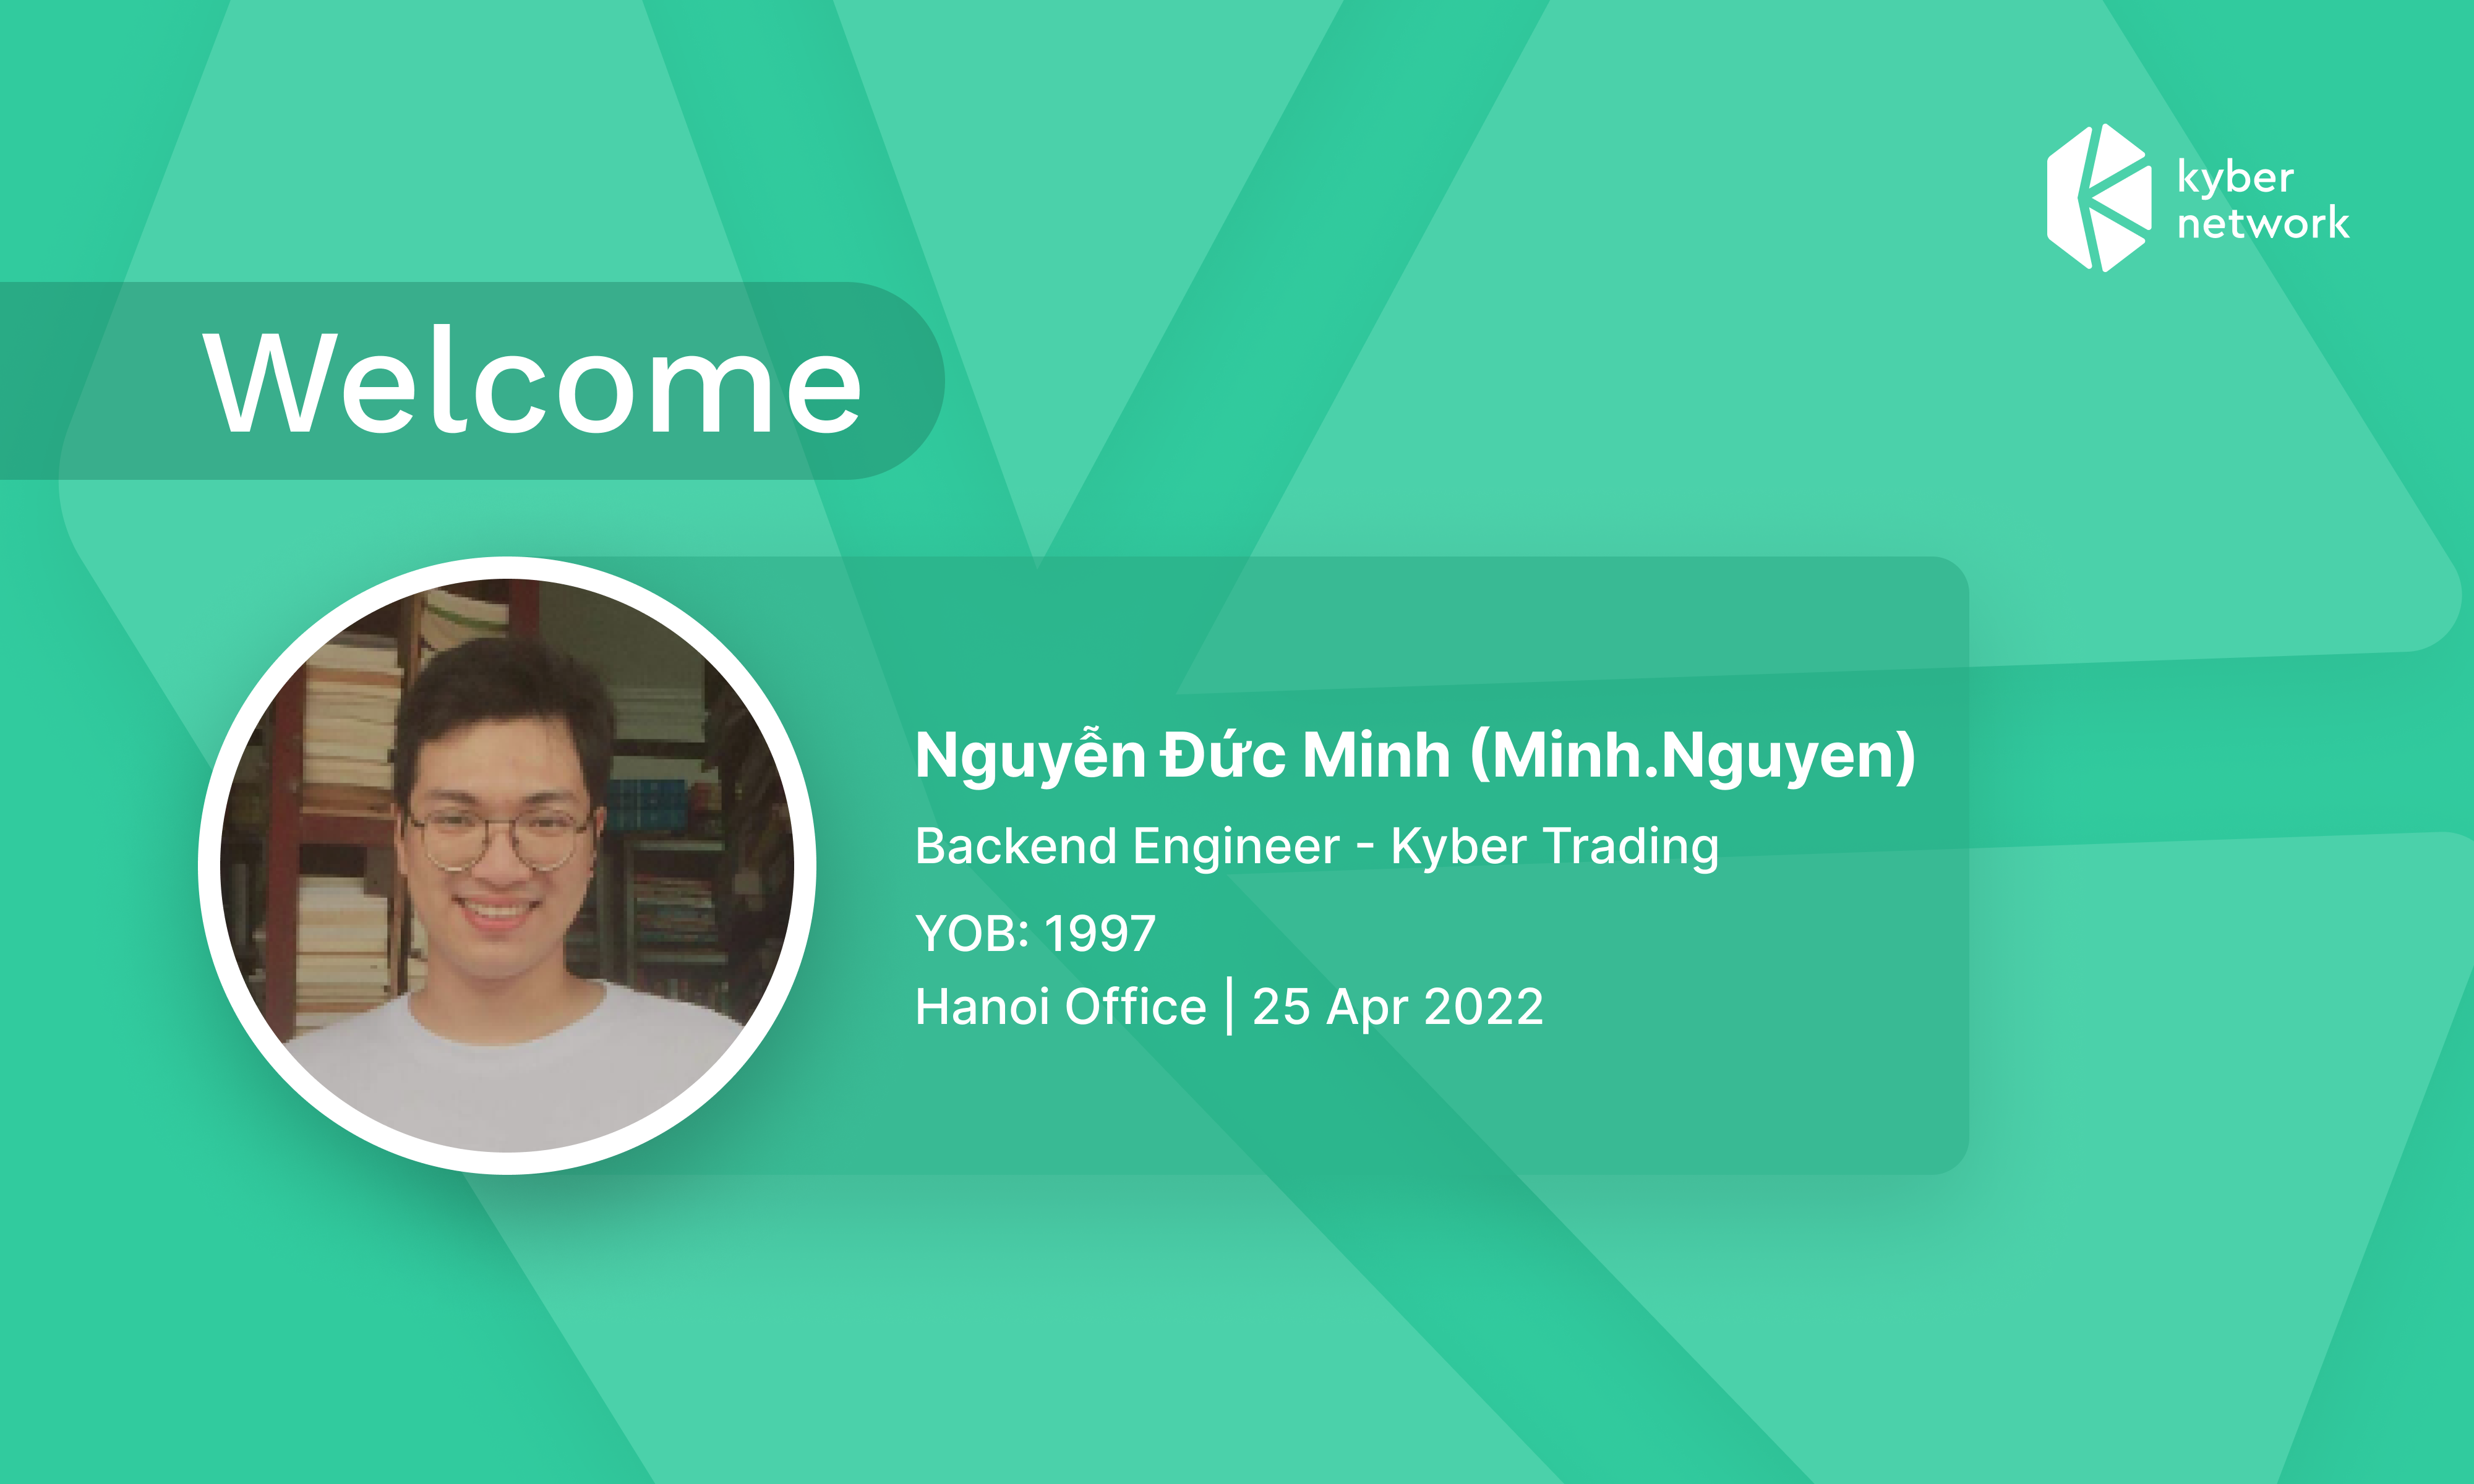 kyber
network
Welcome
Nguyễn Đức Minh (Minh.Nguyen)
Backend Engineer - Kyber Trading
YOB: 1997
Hanoi Office | 25 Apr 2022